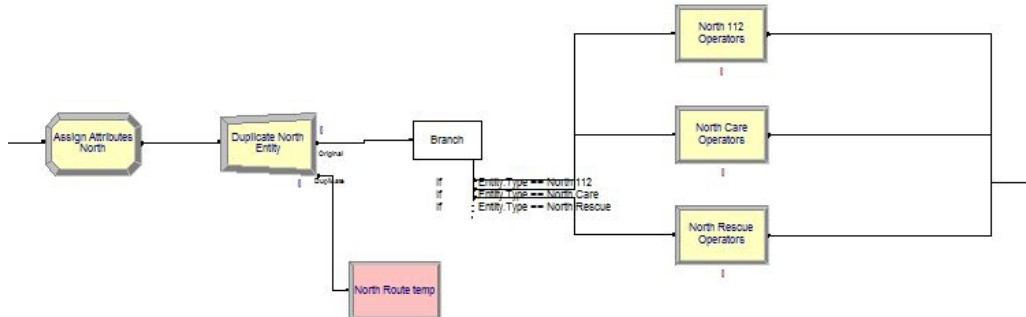 North 112
Operators
Assign Attributes
North
Duplicate North
Entity
Original
Duplicate
Branch
If Entity.Type == North 112
If Entity.Type == North Care
If Entity.Type == North Rescue
North Care
Operators
North Rescue
Operators
North Route temp